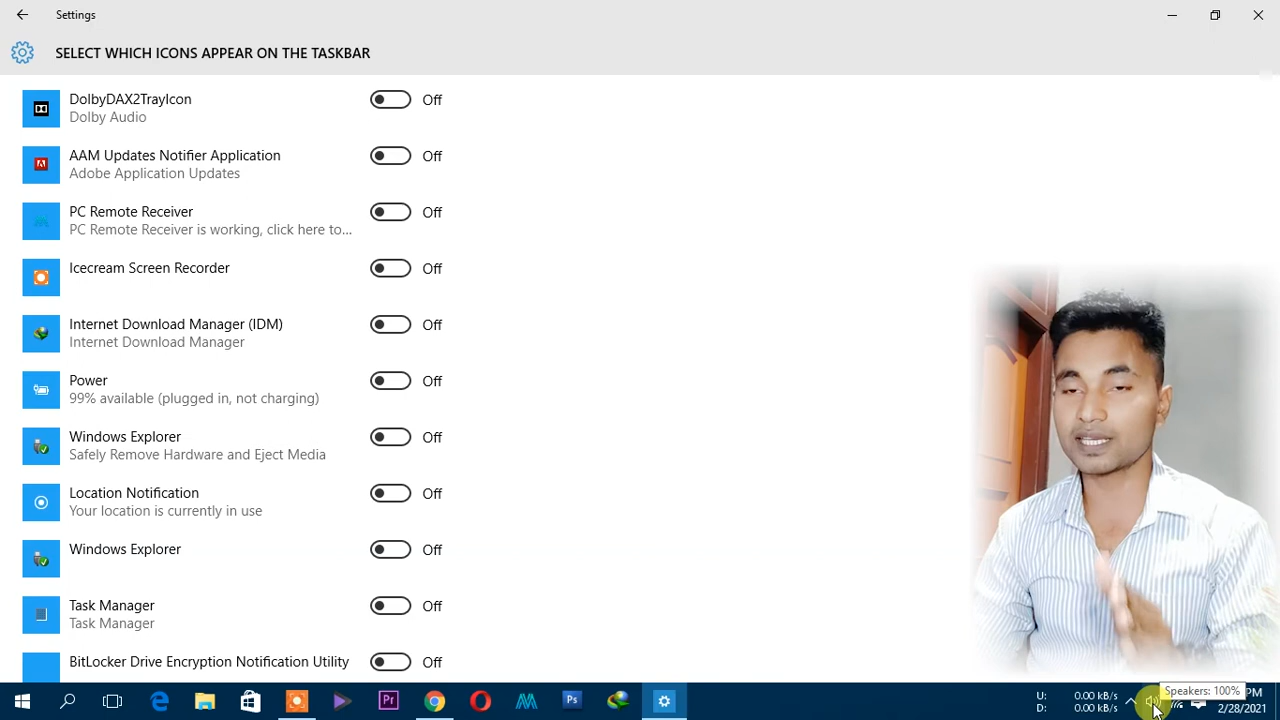 Settings
SELECT WHICH ICONS APPEAR ON THE TASKBAR
DolbyDAX2TrayIcon
Dolby Audio
Off
AAM Updates Notifier Application
Adobe Application Updates
Off
PC Remote Receiver
PC Remote Receiver is working, click here to...
Off
Icecream Screen Recorder
Off
Internet Download Manager (IDM)
Internet Download Manager
Off
Power
99% available (plugged in, not charging)
Off
Windows Explorer
Safely Remove Hardware and Eject Media
Off
Location Notification
Your location is currently in use
Off
Windows Explorer
Off
Task Manager
Task Manager
Off
BitLocker Drive Encryption Notification Utility
Off
Speakers: 100%
Pr
Ps
U: 0.00 kB/s
D: 0.00 kB/s
PM
2/28/2021